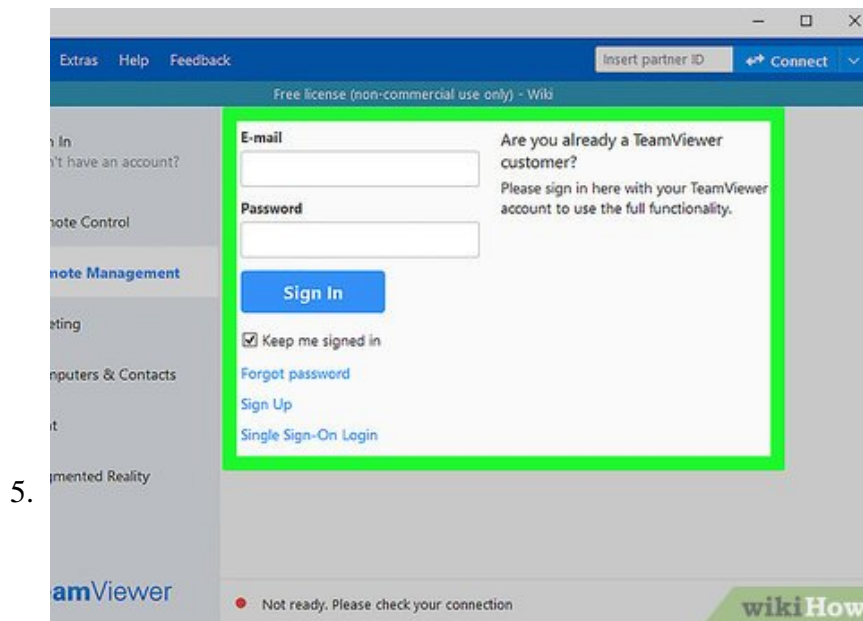 Extras Help Feedback
Insert partner ID
Connect
Free license (non-commercial use only) - Wiki
In
't have an account?
ote Control
note Management
eting
nputers & Contacts
t
gmented Reality
E-mail
Password
Sign In
Keep me signed in
Forgot password
Sign Up
Single Sign-On Login
Are you already a TeamViewer
customer?
Please sign in here with your TeamViewer
account to use the full functionality.
5.
amViewer
Not ready. Please check your connection
wikiHow